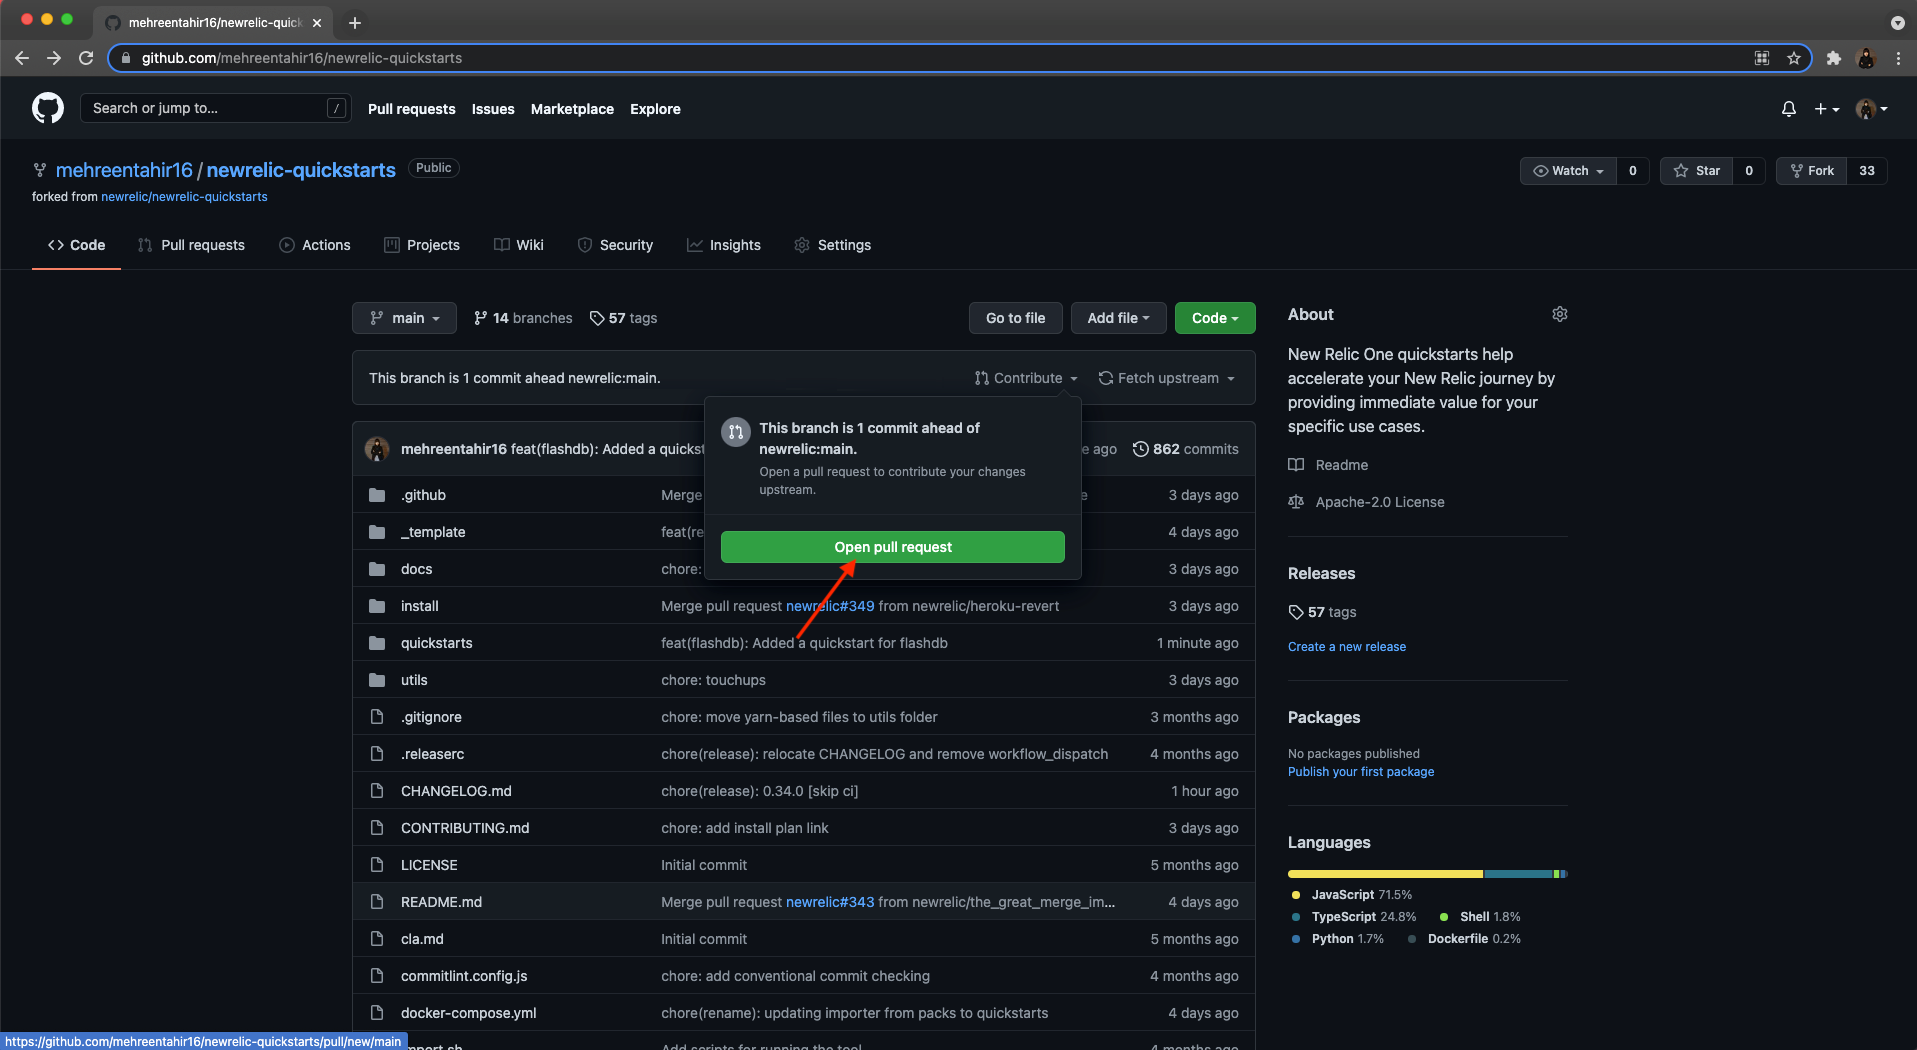 mehreentahir16/newrelic-quick
github.com/mehreentahir16/newrelic-quickstarts
Search or jump to... /
Pull requests Issues Marketplace Explore
mehreentahir16 / newrelic-quickstarts Public
Watch 0 Star 0 Fork 33
forked from newrelic/newrelic-quickstarts
<> Code Pull requests Actions Projects Wiki Security Insights Settings
main 14 branches 57 tags Go to file Add file Code
This branch is 1 commit ahead newrelic:main. Contribute Fetch upstream
This branch is 1 commit ahead of
newrelic:main.
Open a pull request to contribute your changes
upstream.
Open pull request
mehreentahir16 feat(flashdb): Added a quickst e ago 862 commits
.github Merge e 3 days ago
_template feat(re 4 days ago
docs chore: 3 days ago
install Merge pull request newrelic#349 from newrelic/heroku-revert 3 days ago
quickstarts feat(flashdb): Added a quickstart for flashdb 1 minute ago
utils chore: touchups 3 days ago
.gitignore chore: move yarn-based files to utils folder 3 months ago
.releaserc chore(release): relocate CHANGELOG and remove workflow_dispatch 4 months ago
CHANGELOG.md chore(release): 0.34.0 [skip ci] 1 hour ago
CONTRIBUTING.md chore: add install plan link 3 days ago
LICENSE Initial commit 5 months ago
README.md Merge pull request newrelic#343 from newrelic/the_great_merge_im... 4 days ago
cla.md Initial commit 5 months ago
commitlint.config.js chore: add conventional commit checking 4 months ago
docker-compose.yml chore(rename): updating importer from packs to quickstarts 4 days ago
mport.sh Add scripts for running the tool 4 months ago
About
New Relic One quickstarts help
accelerate your New Relic journey by
providing immediate value for your
specific use cases.
Readme
Apache-2.0 License
Releases
57 tags
Create a new release
Packages
No packages published
Publish your first package
Languages
JavaScript 71.5%
TypeScript 24.8% Shell 1.8%
Python 1.7% Dockerfile 0.2%
https://github.com/mehreentahir16/newrelic-quickstarts/pull/new/main